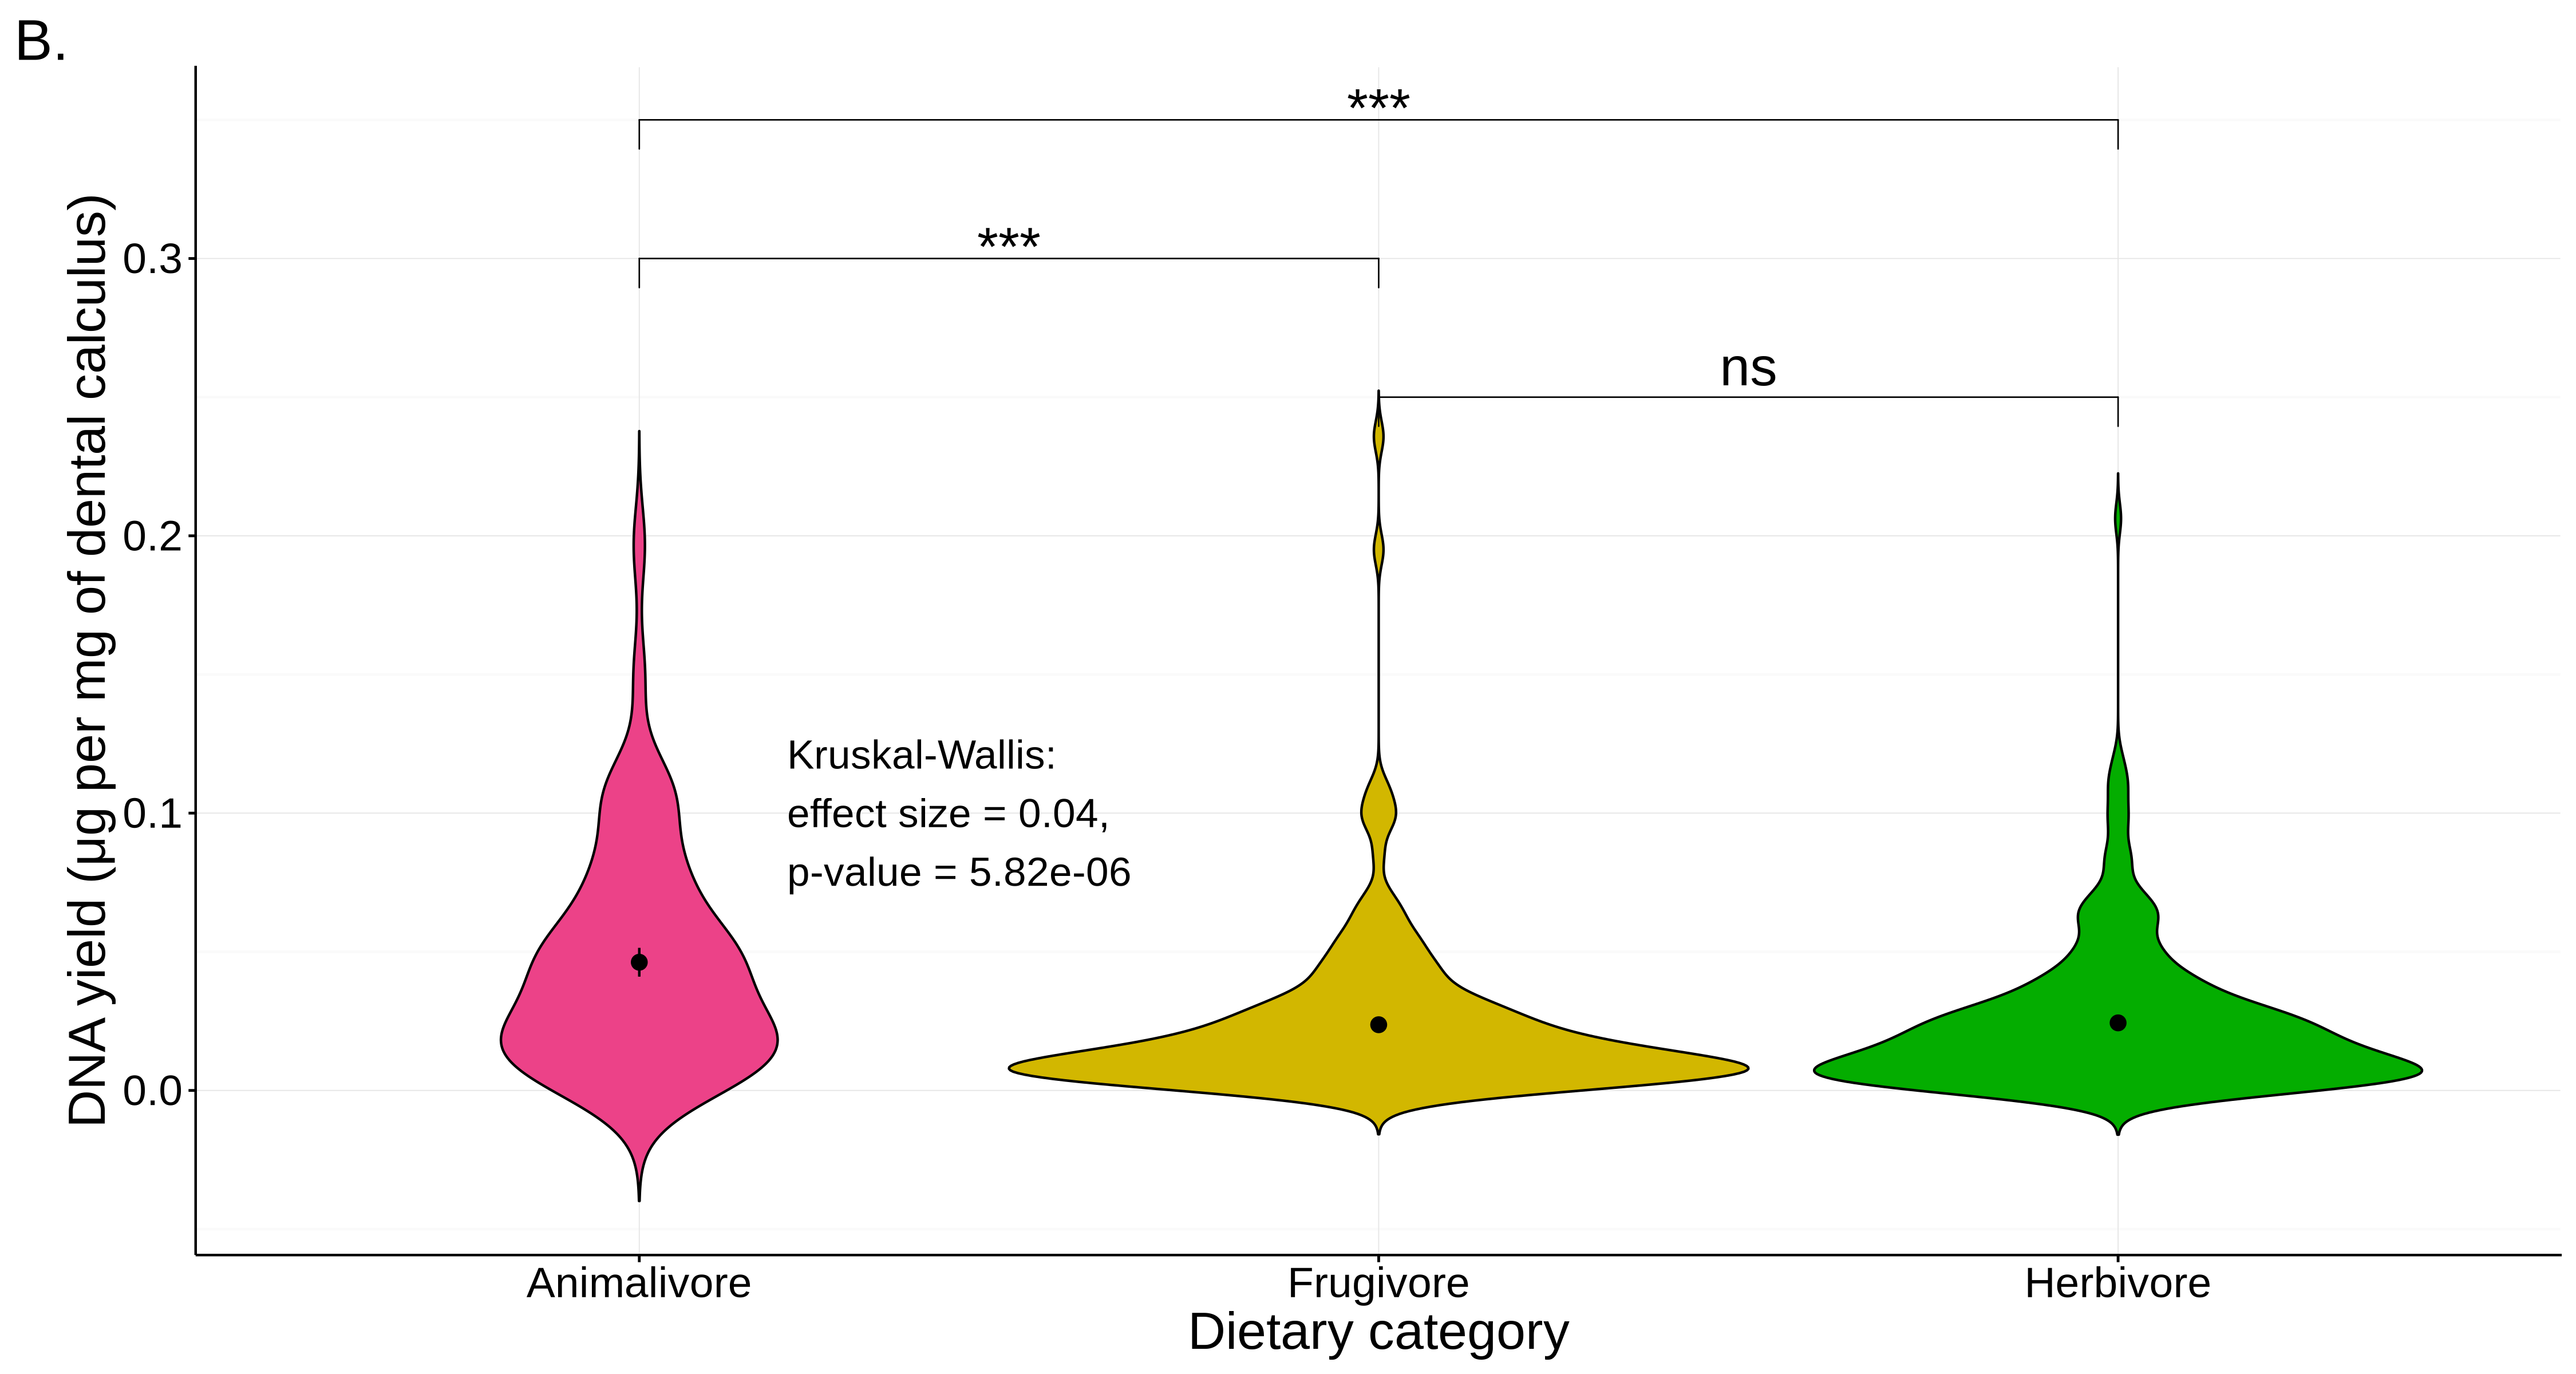 B.
***
***
ns
DNA yield (μg per mg of dental calculus)
0.3
0.2
0.1
0.0
Kruskal-Wallis:
effect size = 0.04,
p-value = 5.82e-06
Animalivore Frugivore Herbivore
Dietary category